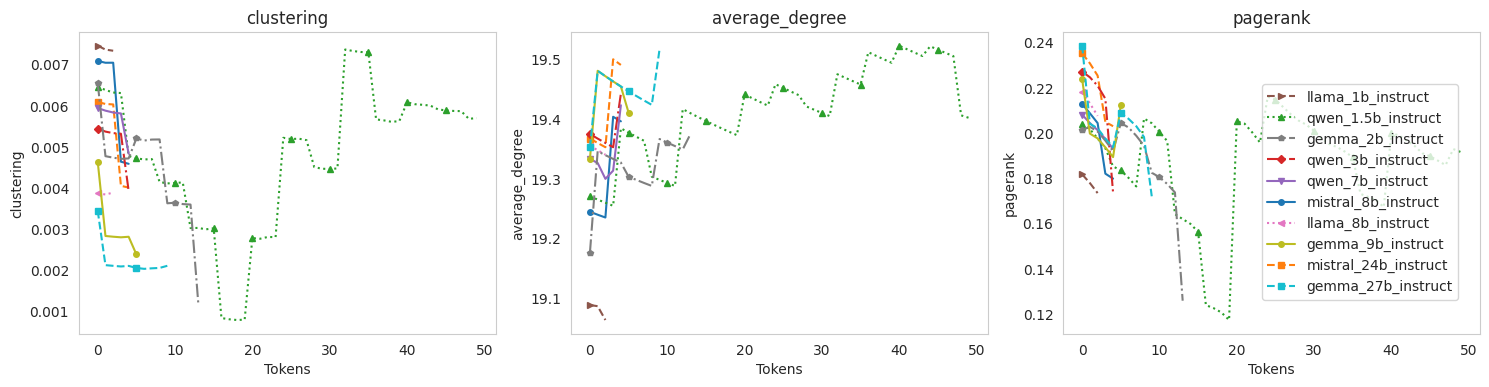 clustering
clustering
0.007
0.006
0.005
0.004
0.003
0.002
0.001
0 10 20 30 40 50
Tokens
average_degree
average_degree
19.5
19.4
19.3
19.2
19.1
0 10 20 30 40 50
Tokens
pagerank
pagerank
0.24
0.22
0.20
0.18
0.16
0.14
0.12
0 10 20 30 40 50
Tokens
llama_1b_instruct
qwen_1.5b_instruct
gemma_2b_instruct
qwen_3b_instruct
qwen_7b_instruct
mistral_8b_instruct
llama_8b_instruct
gemma_9b_instruct
mistral_24b_instruct
gemma_27b_instruct